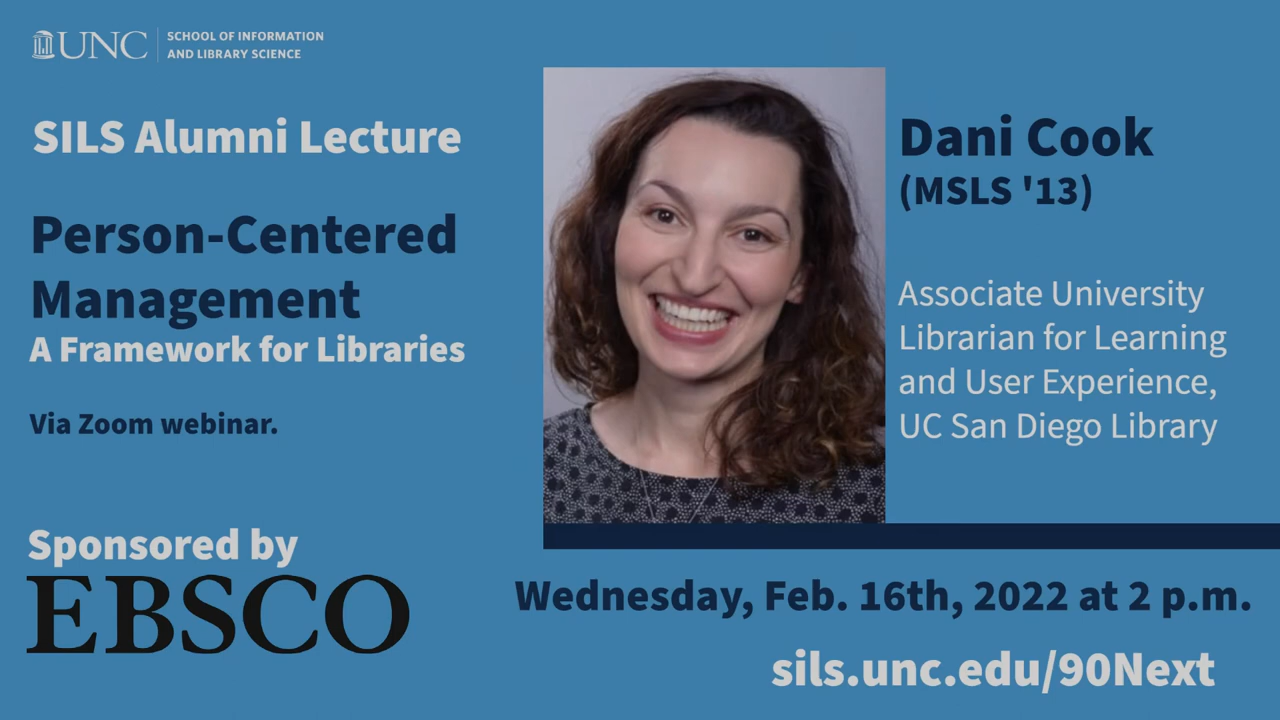 UNC
SCHOOL OF INFORMATION
AND LIBRARY SCIENCE
SILS Alumni Lecture
Person-Centered
Management
A Framework for Libraries
Via Zoom webinar.
Sponsored by
EBSCO
Dani Cook
(MSLS '13)
Associate University
Librarian for Learning
and User Experience,
UC San Diego Library
Wednesday, Feb. 16th, 2022 at 2 p.m.
sils.unc.edu/90Next